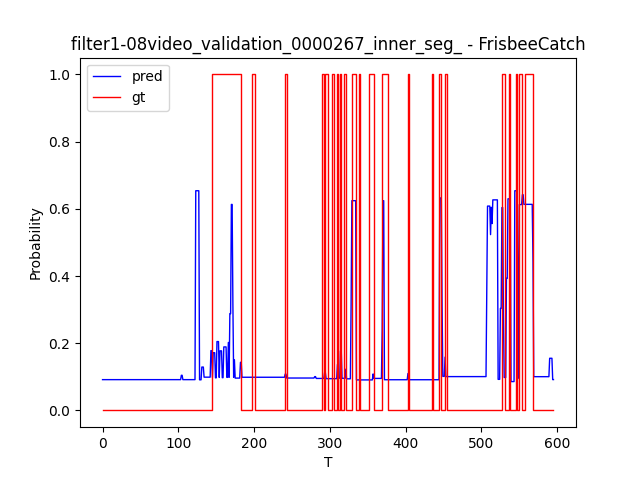 filter1-08video_validation_0000267_inner_seg_ - FrisbeeCatch
pred
gt
1.0
0.8
0.6
0.4
0.2
0.0
Probability
0 100 200 300 400 500 600
T